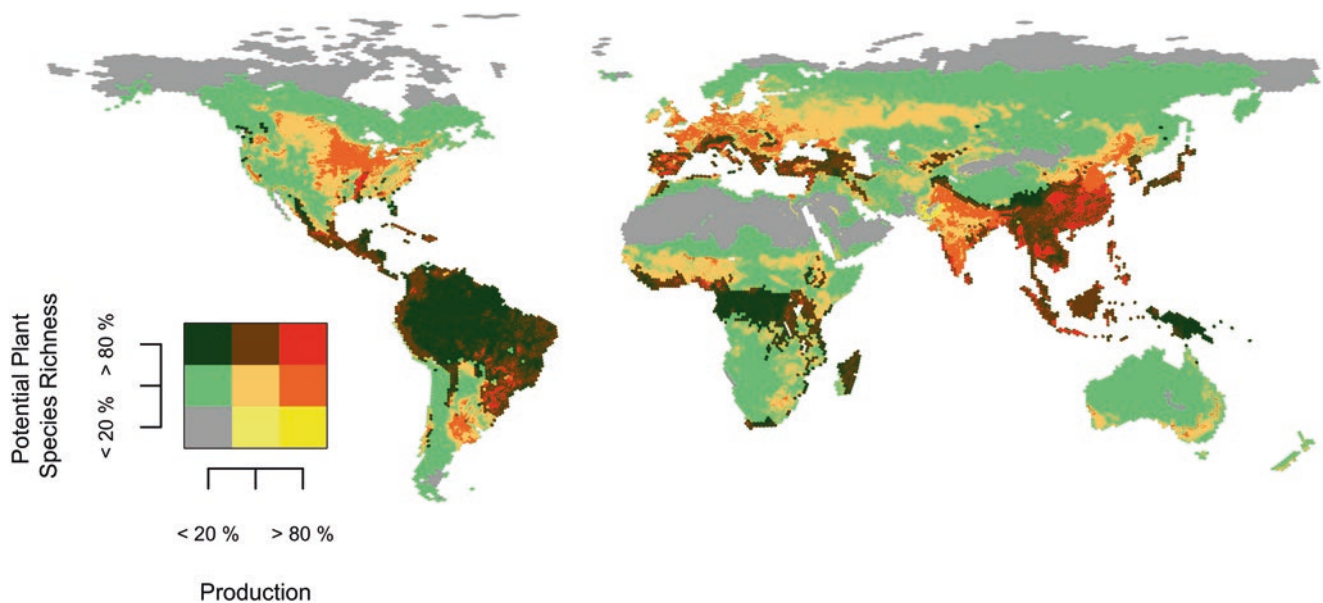 Potential Plant
Species Richness
> 80 %
< 20 %
< 20 %
> 80 %
Production